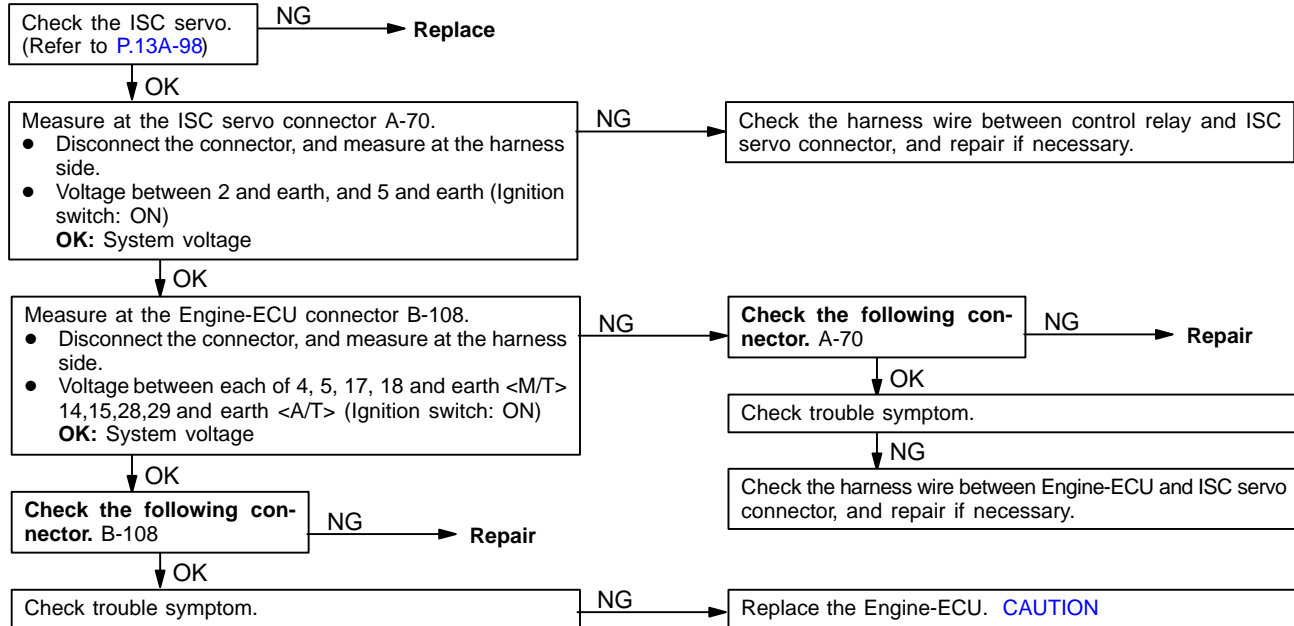 Check the ISC servo.
(Refer to P.13A-98)
NG
Replace
OK
Measure at the ISC servo connector A-70.
● Disconnect the connector, and measure at the harness
side.
● Voltage between 2 and earth, and 5 and earth (Ignition
switch: ON)
OK: System voltage
NG
Check the harness wire between control relay and ISC
servo connector, and repair if necessary.
OK
Measure at the Engine-ECU connector B-108.
● Disconnect the connector, and measure at the harness
side.
● Voltage between each of 4, 5, 17, 18 and earth <M/T>
14,15,28,29 and earth <A/T> (Ignition switch: ON)
OK: System voltage
NG
Check the following con-
nector. A-70
NG
Repair
OK
Check trouble symptom.
NG
Check the harness wire between Engine-ECU and ISC servo
connector, and repair if necessary.
OK
Check the following con-
nector. B-108
NG
Repair
OK
Check trouble symptom.
NG
Replace the Engine-ECU. CAUTION